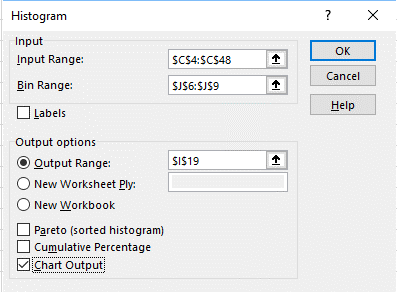 Histogram ? ×
Input
Input Range: $C$4:$C$48
Bin Range: $J$6:$J$9
Labels
OK
Cancel
Help
Output options
Output Range: $I$19
New Worksheet Ply:
New Workbook
Pareto (sorted histogram)
Cumulative Percentage
Chart Output